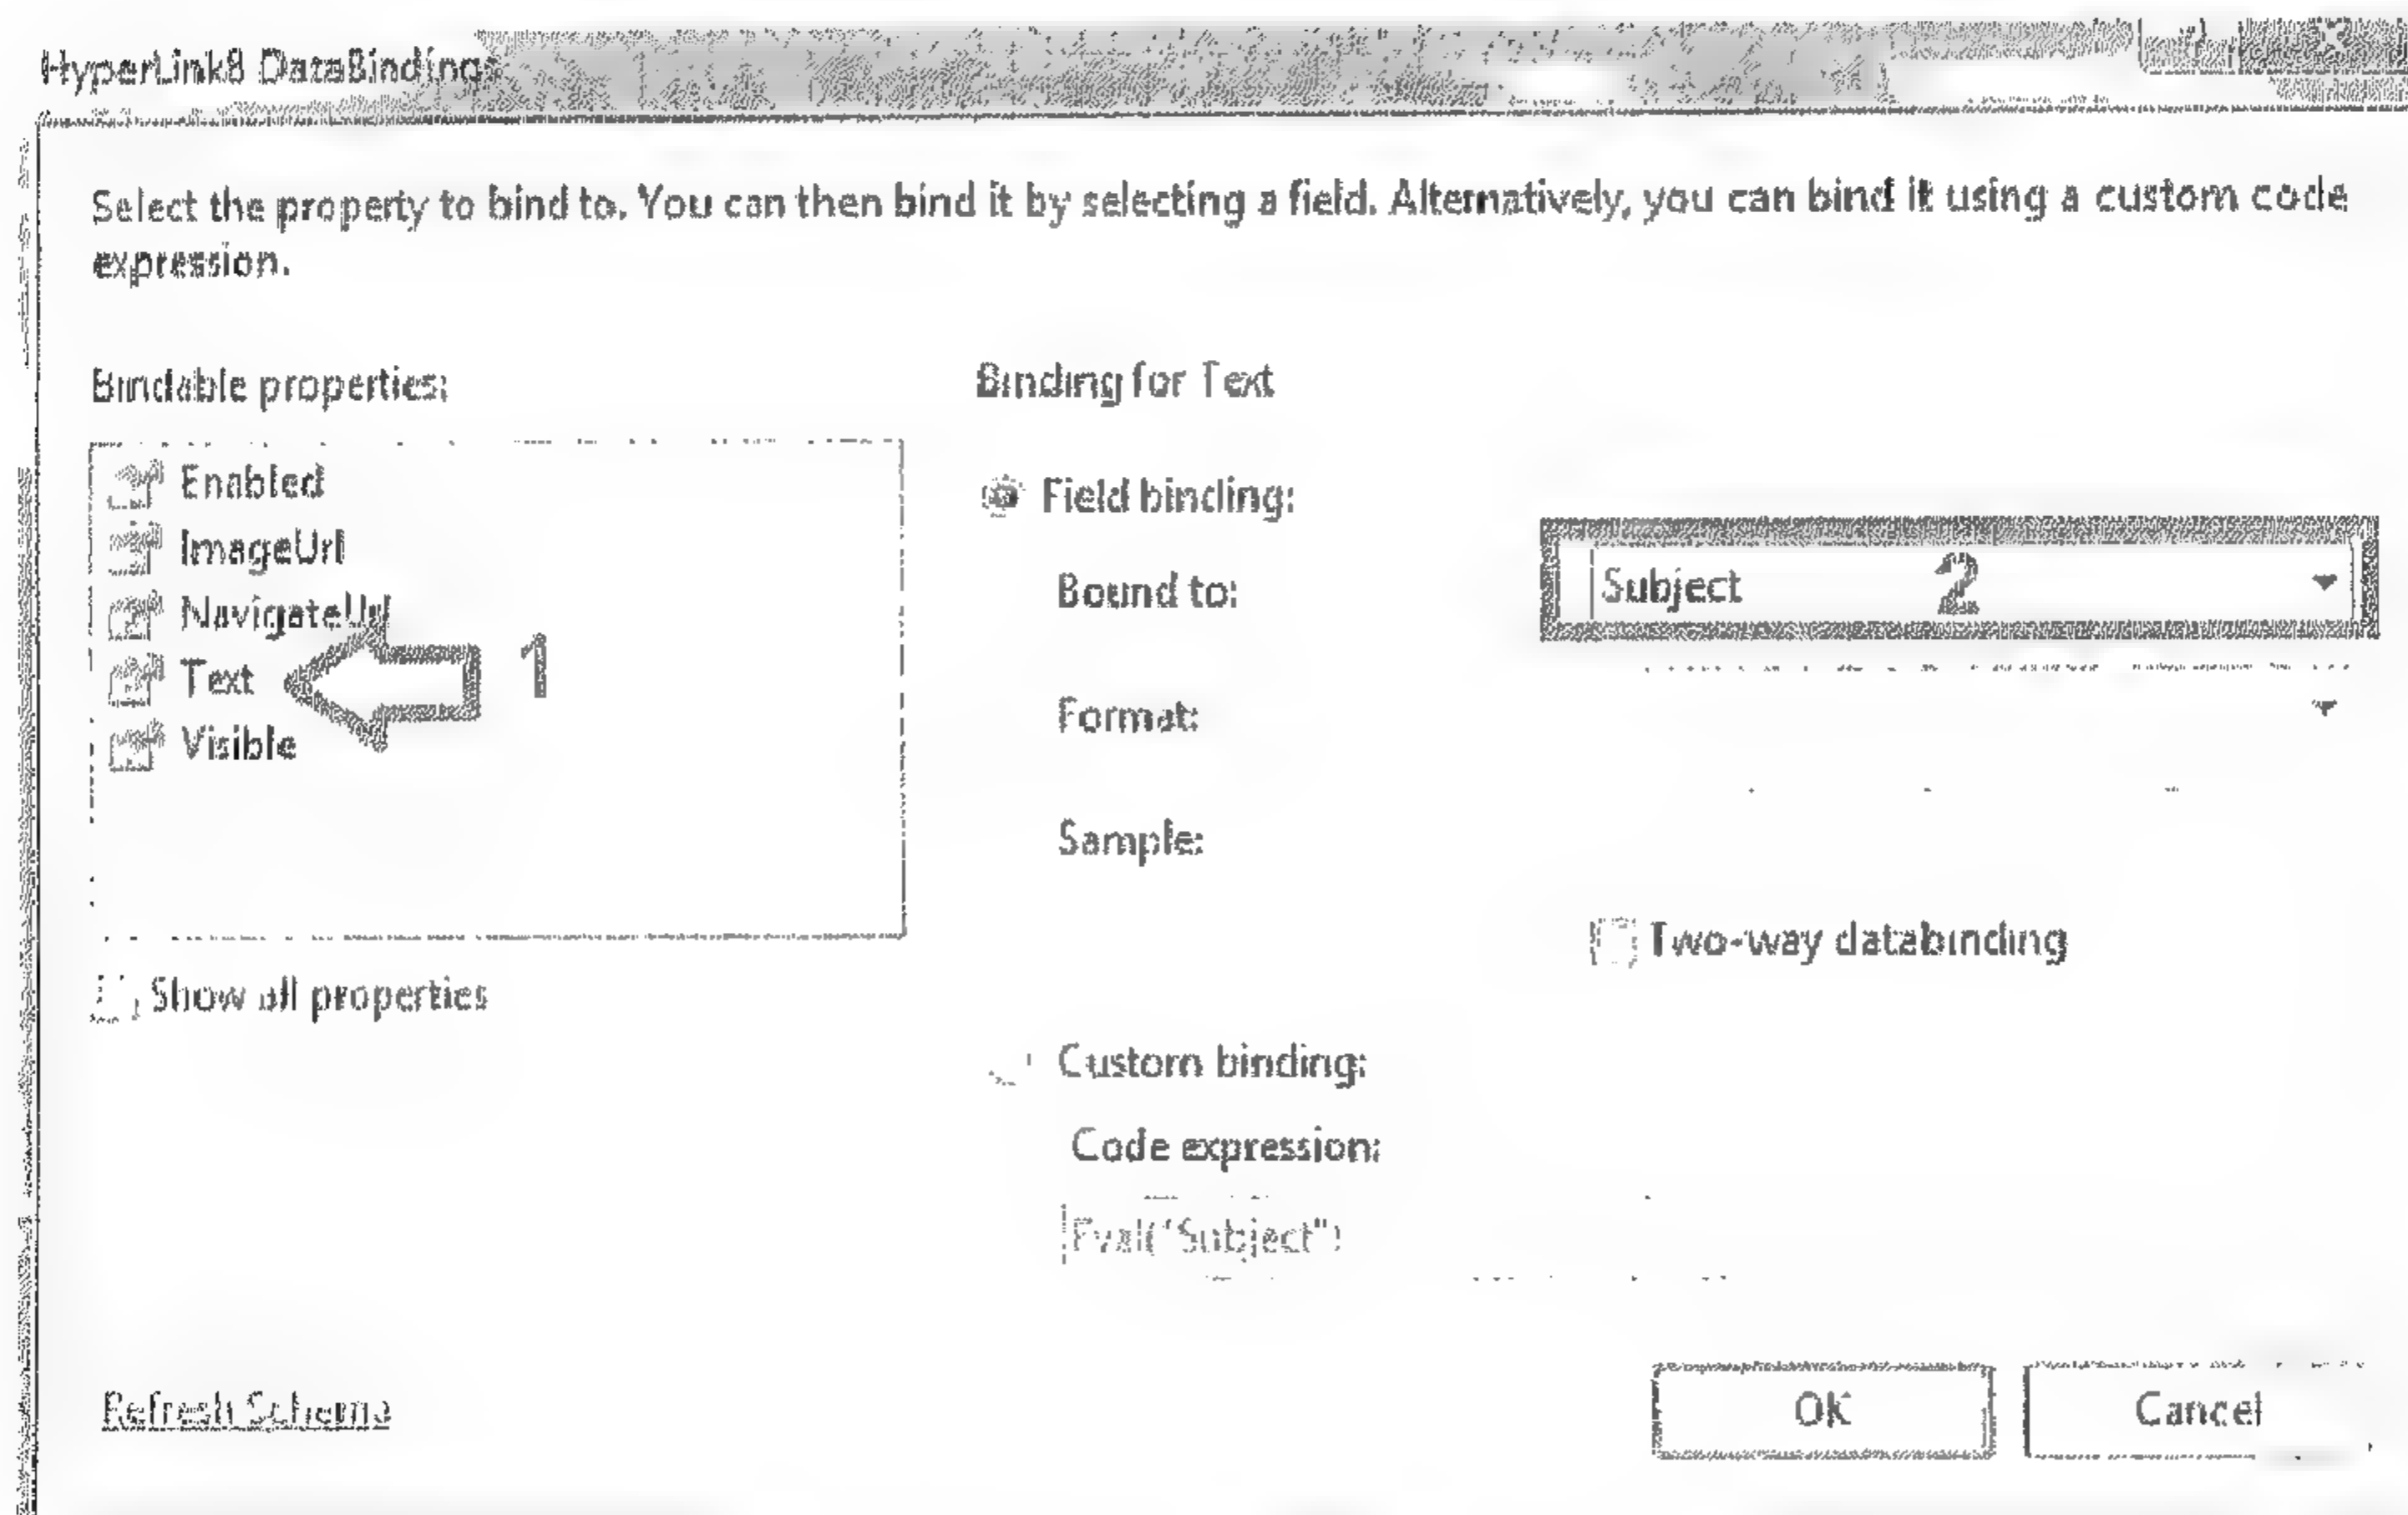 HyperLink8 DataBindings
Select the property to bind to. You can then bind it by selecting a field. Alternatively, you can bind it using a custom code
expression.
Bindable properties:
Enabled
ImageUrl
NavigateUrl
Text
1
Visible
Show all properties
Binding for Text
Field binding:
Bound to:
Subject
2
Format:
Sample:
Two-way databinding
Custom binding:
Code expression:
Eval("Subject")
Refresh Schema
OK
Cancel